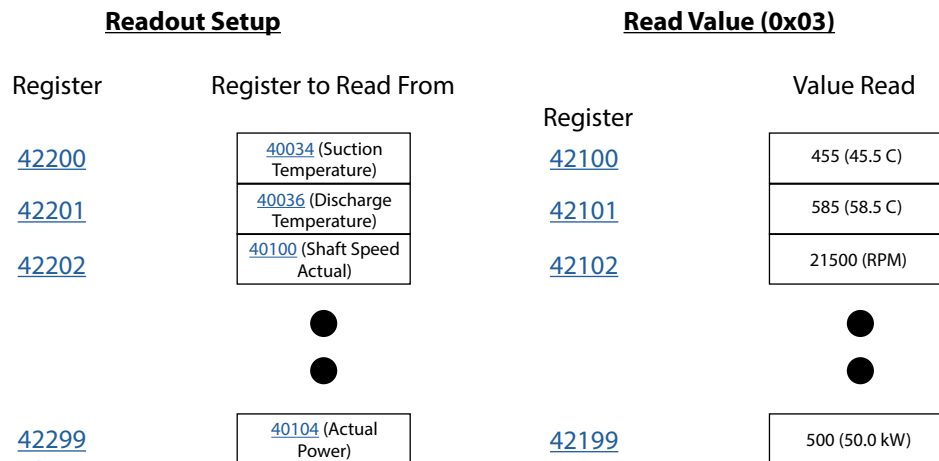 Readout Setup
Read Value (0x03)
Register
Register to Read From
Register
Value Read
42200
40034 (Suction
Temperature)
42100
455 (45.5 C)
42201
40036 (Discharge
Temperature)
42101
585 (58.5 C)
42202
40100 (Shaft Speed
Actual)
42102
21500 (RPM)
42299
40104 (Actual
Power)
42199
500 (50.0 kW)